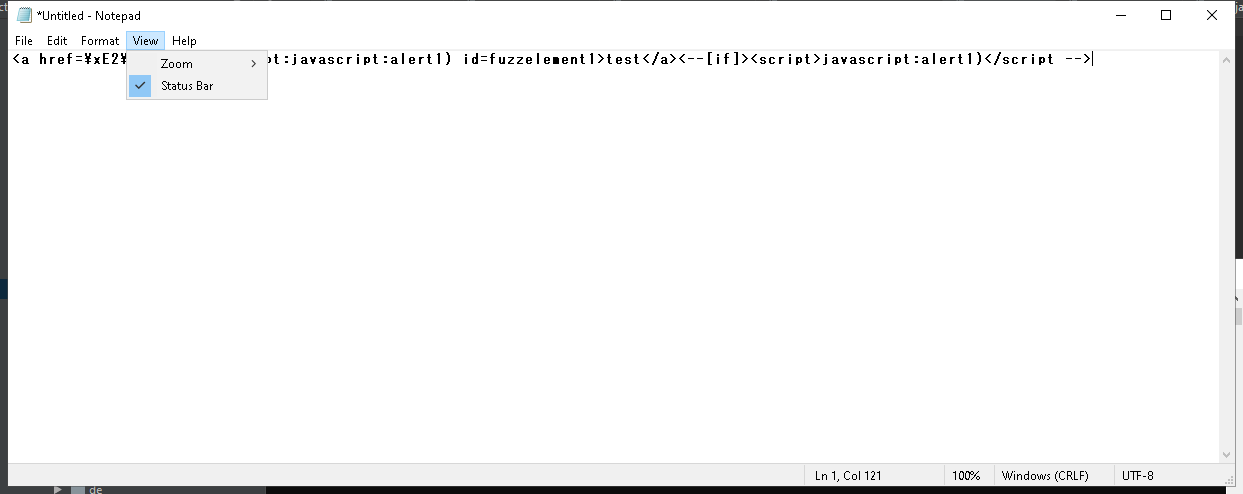 *Untitled - Notepad
File Edit Format View Help
<a href=¥xE2¥ pt:javascript:alert1) id=fuzzelement1>test</a><--[if]><script>javascript:alert1)</script -->
Zoom
Status Bar
Ln 1, Col 121 100% Windows (CRLF) UTF-8
de